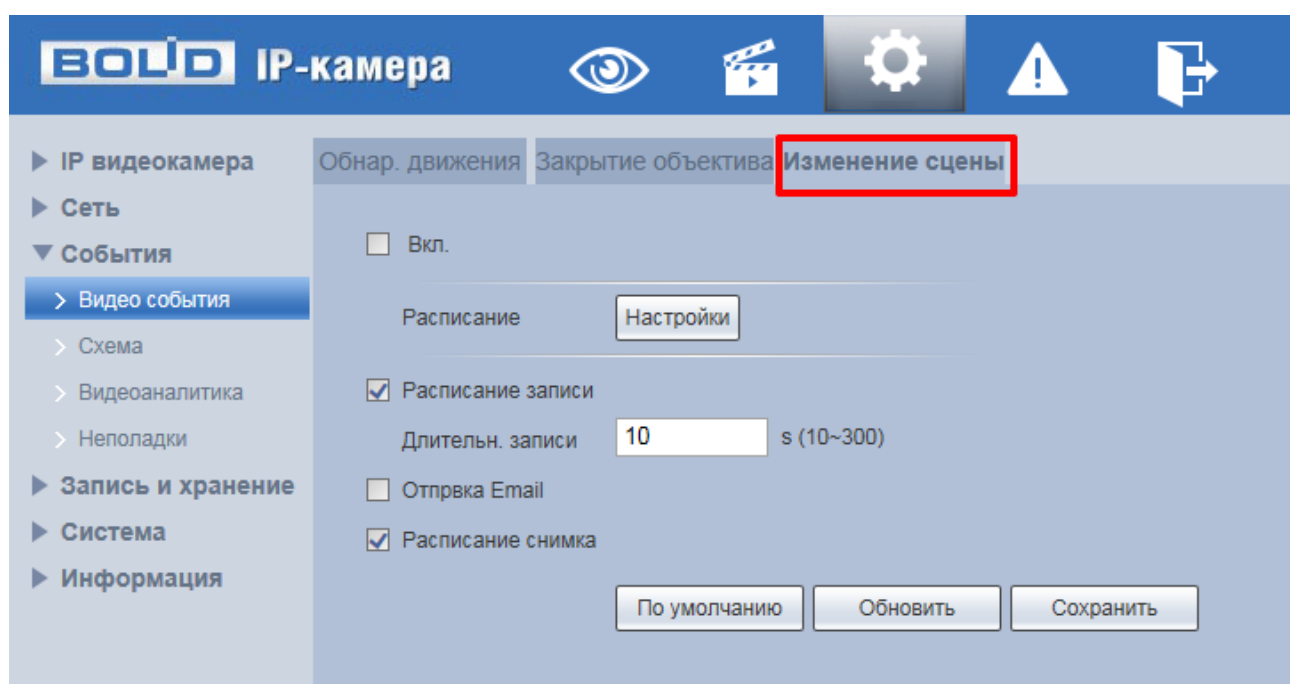 BOLID IP-камера
IP видеокамера
Сеть
События
Видео события
Схема
Видеоаналитика
Неполадки
Запись и хранение
Система
Информация
Обнар. движения Закрытие объектива Изменение сцены
Вкл.
Расписание Настройки
Расписание записи
Длительн. записи 10 s (10~300)
Отпрвка Email
Расписание снимка
По умолчанию Обновить Сохранить